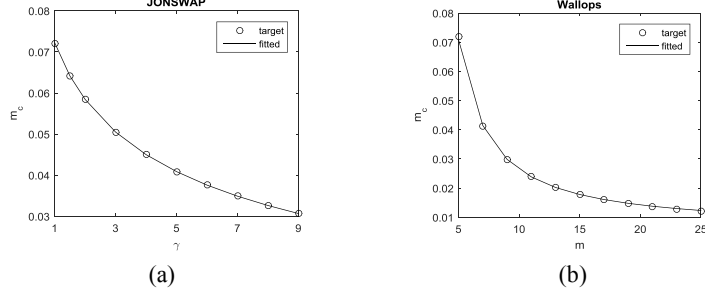 JONSWAP
0.08
0.07
0.06
0.05
0.04
0.03
m_c
1 3 5 7 9
γ
target
fitted
(a)
Wallops
0.08
0.07
0.06
0.05
0.04
0.03
0.02
0.01
m_c
5 10 15 20 25
m
target
fitted
(b)